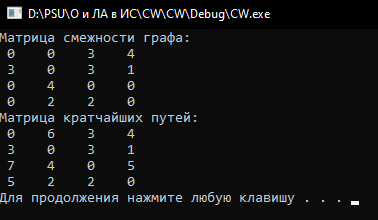 D:\PSU\О и ЛА в ИС\CW\CW\Debug\CW.exe
Матрица смежности графа:
0 0 3 4
3 0 3 1
0 4 0 0
0 2 2 0
Матрица кратчайших путей:
0 6 3 4
3 0 3 1
7 4 0 5
5 2 2 0
Для продолжения нажмите любую клавишу . . .